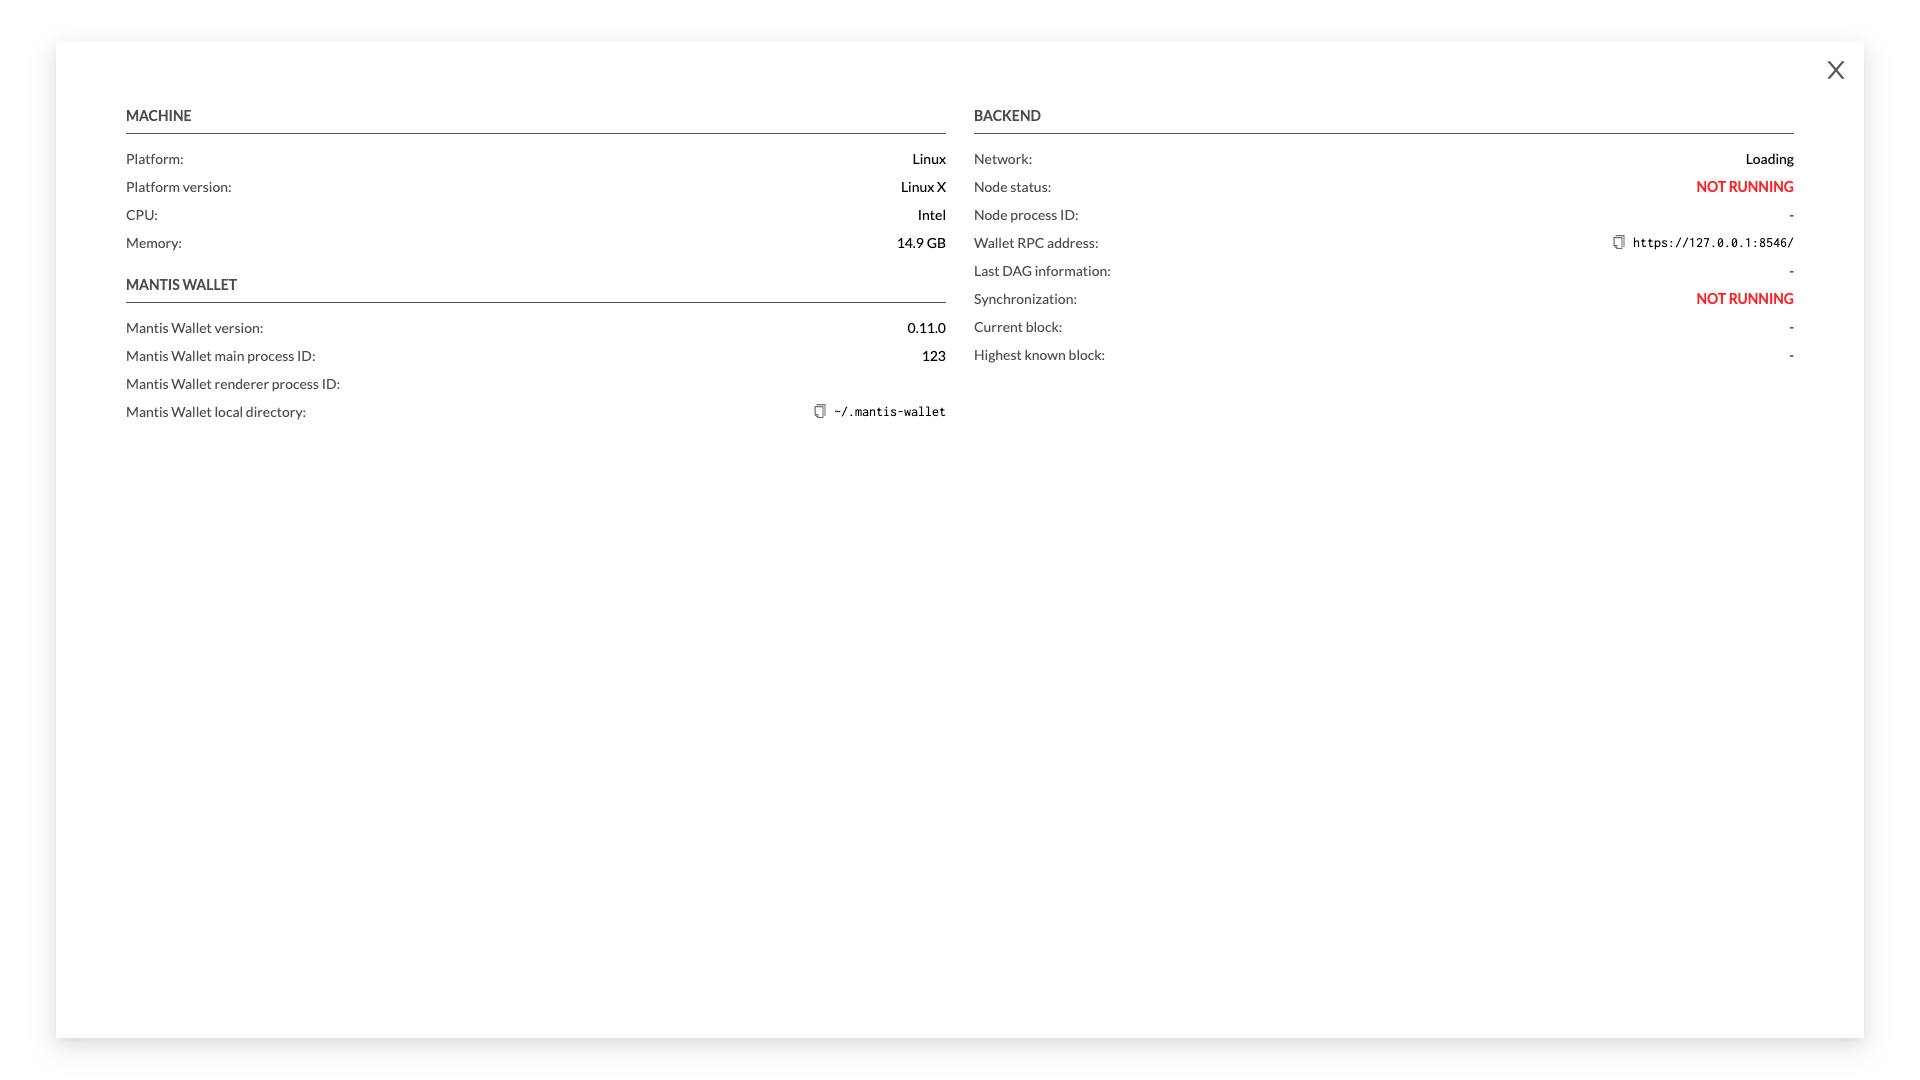 X
MACHINE
Platform: Linux
Platform version: Linux X
CPU: Intel
Memory: 14.9 GB
MANTIS WALLET
Mantis Wallet version: 0.11.0
Mantis Wallet main process ID: 123
Mantis Wallet renderer process ID:
Mantis Wallet local directory: ~/.mantis-wallet
BACKEND
Network: Loading
Node status: NOT RUNNING
Node process ID: -
Wallet RPC address: https://127.0.0.1:8546/
Last DAG information: -
Synchronization: NOT RUNNING
Current block: -
Highest known block: -